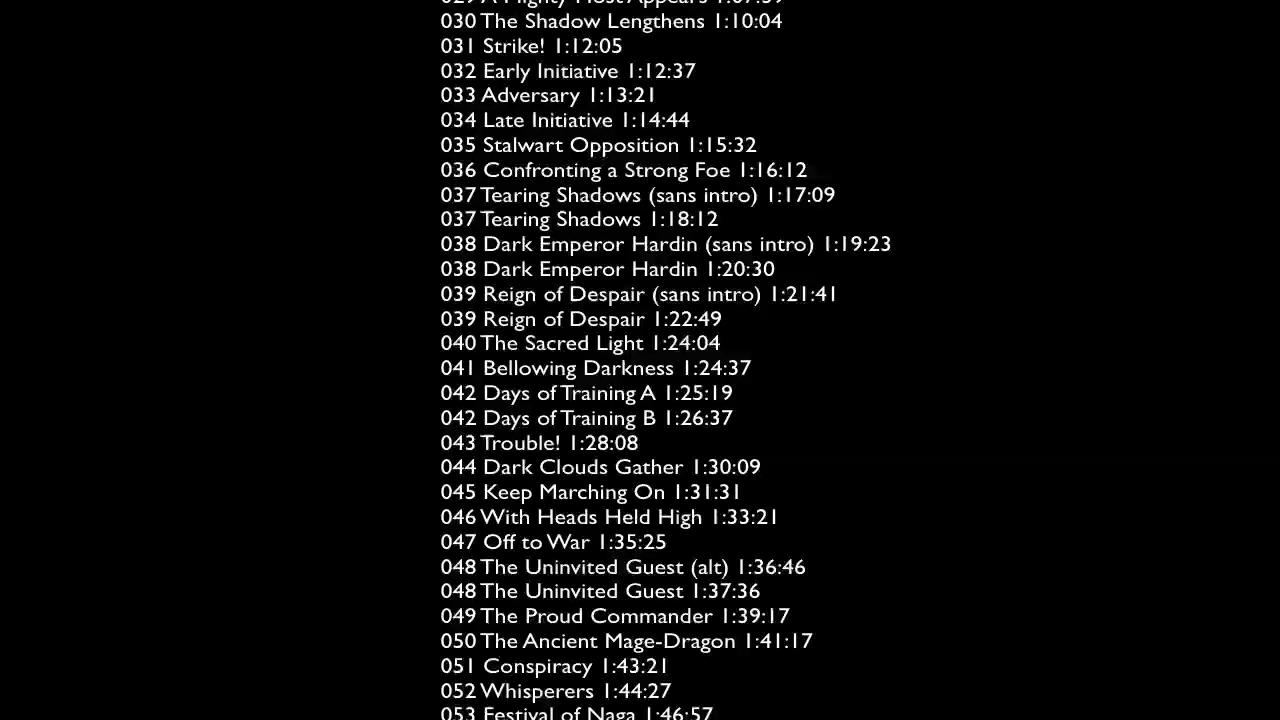 029 A Mighty Host Appears 1:07:59
030 The Shadow Lengthens 1:10:04
031 Strike! 1:12:05
032 Early Initiative 1:12:37
033 Adversary 1:13:21
034 Late Initiative 1:14:44
035 Stalwart Opposition 1:15:32
036 Confronting a Strong Foe 1:16:12
037 Tearing Shadows (sans intro) 1:17:09
037 Tearing Shadows 1:18:12
038 Dark Emperor Hardin (sans intro) 1:19:23
038 Dark Emperor Hardin 1:20:30
039 Reign of Despair (sans intro) 1:21:41
039 Reign of Despair 1:22:49
040 The Sacred Light 1:24:04
041 Bellowing Darkness 1:24:37
042 Days of Training A 1:25:19
042 Days of Training B 1:26:37
043 Trouble! 1:28:08
044 Dark Clouds Gather 1:30:09
045 Keep Marching On 1:31:31
046 With Heads Held High 1:33:21
047 Off to War 1:35:25
048 The Uninvited Guest (alt) 1:36:46
048 The Uninvited Guest 1:37:36
049 The Proud Commander 1:39:17
050 The Ancient Mage-Dragon 1:41:17
051 Conspiracy 1:43:21
052 Whisperers 1:44:27
053 Festival of Naga 1:46:57